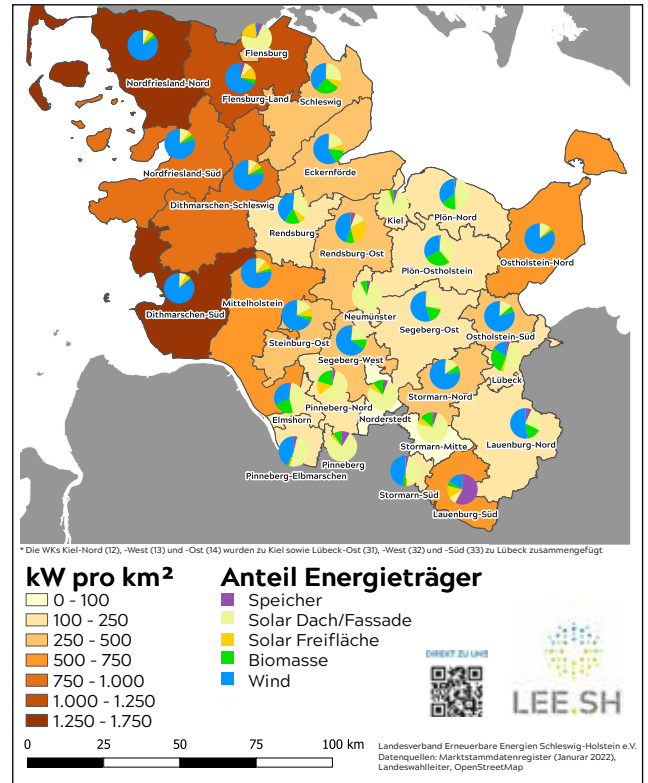 Flensburg
Nordfriesland-Nord
Flensburg-Land
Schleswig
Nordfriesland-Süd
Eckernförde
Dithmarschen-Schleswig
Kiel
Plön-Nord
Rendsburg
Rendsburg-Ost
Ostholstein-Nord
Plön-Ostholstein
Mittelholstein
Dithmarschen-Süd
Neumünster
Segeberg-Ost
Ostholstein-Süd
Steinburg-Ost
Segeberg-West
Lübeck
Stormarn-Nord
Pinneberg-Nord
Elmshorn
Norderstedt
Stormarn-Mitte
Lauenburg-Nord
Pinneberg
Pinneberg-Elbmarschen
Stormarn-Süd
Lauenburg-Süd
* Die WKs Kiel-Nord (12), -West (13) und -Ost (14) wurden zu Kiel sowie Lübeck-Ost (31), -West (32) und -Süd (33) zu Lübeck zusammengefügt
kW pro km²
0 - 100
100 - 250
250 - 500
500 - 750
750 - 1.000
1.000 - 1.250
1.250 - 1.750
Anteil Energieträger
Speicher
Solar Dach/Fassade
Solar Freifläche
Biomasse
Wind
DIREKT ZU UNS
LEE.SH
0 25 50 75 100 km
Landesverband Erneuerbare Energien Schleswig-Holstein e.V.
Datenquellen: Marktstammdatenregister (Janurar 2022),
Landeswahlleiter, OpenStreetMap